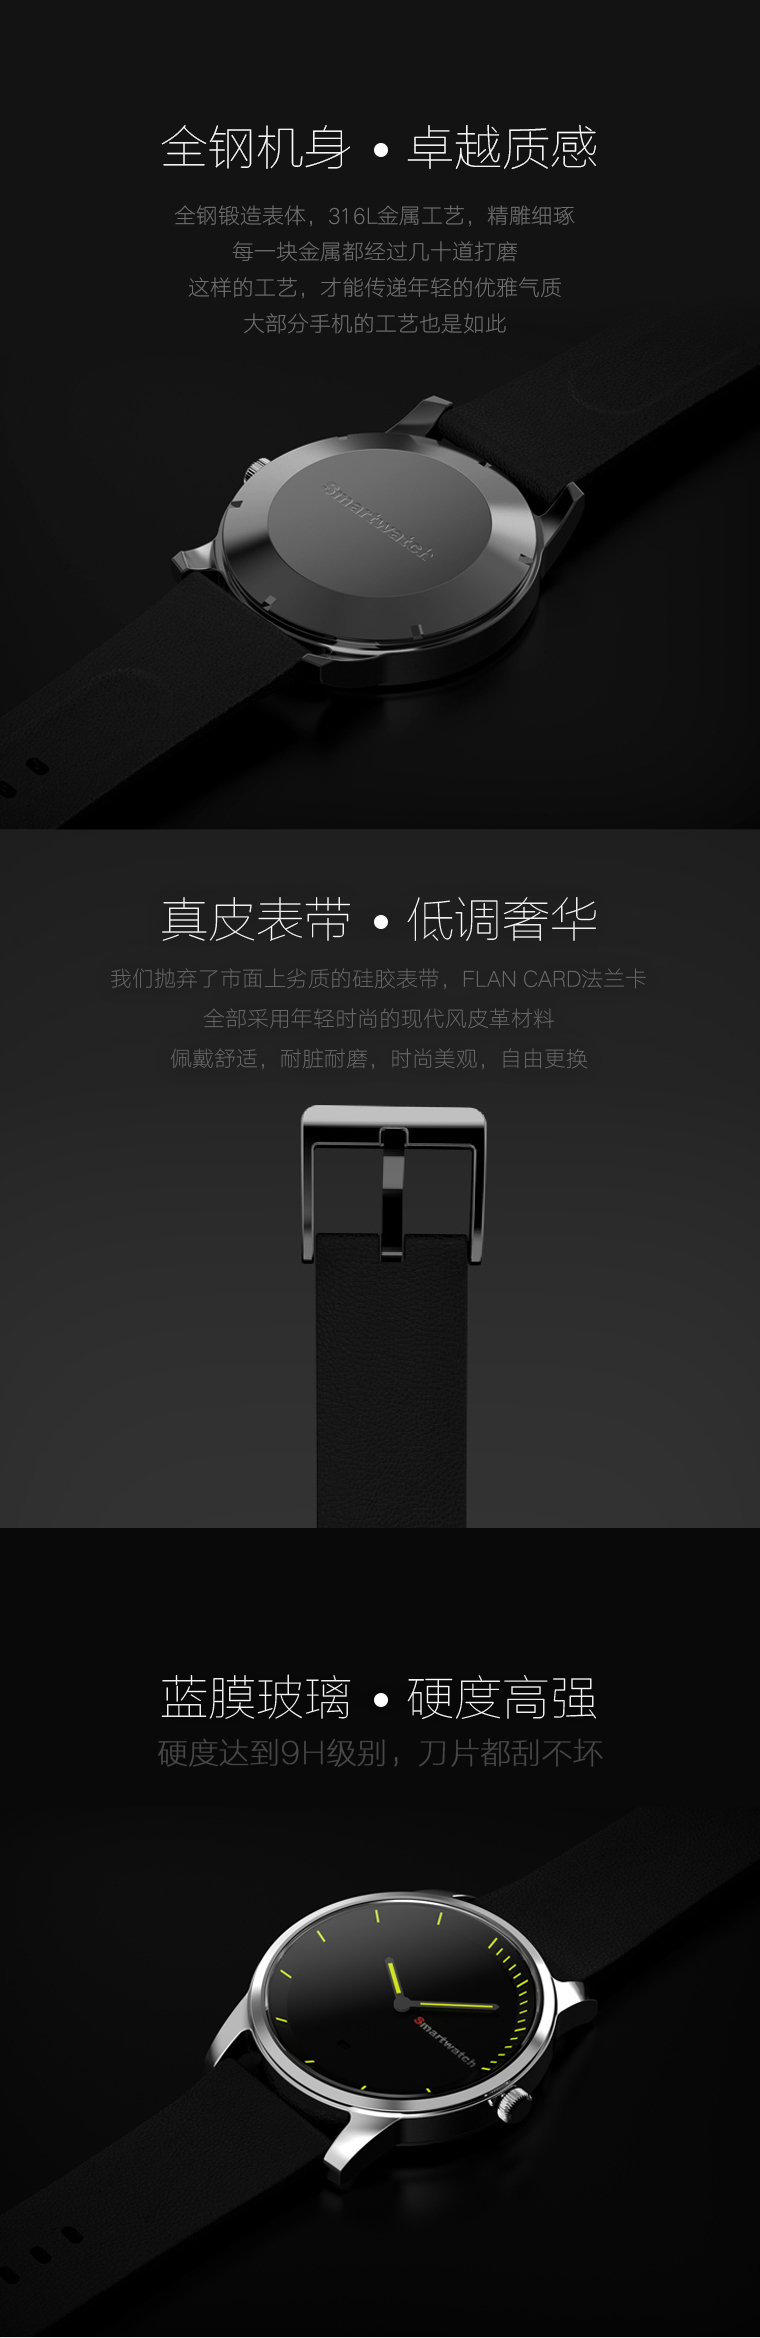 全钢机身 • 卓越质感
全钢锻造表体，316L金属工艺，精雕细琢
每一块金属都经过几十道打磨
这样的工艺，才能传递年轻的优雅气质
大部分手机的工艺也是如此
Smartwatch
真皮表带 • 低调奢华
我们抛弃了市面上劣质的硅胶表带，FLAN CARD法兰卡
全部采用年轻时尚的现代风皮革材料
佩戴舒适，耐脏耐磨，时尚美观，自由更换
蓝膜玻璃 • 硬度高强
硬度达到9H级别，刀片都刮不坏
Smartwatch